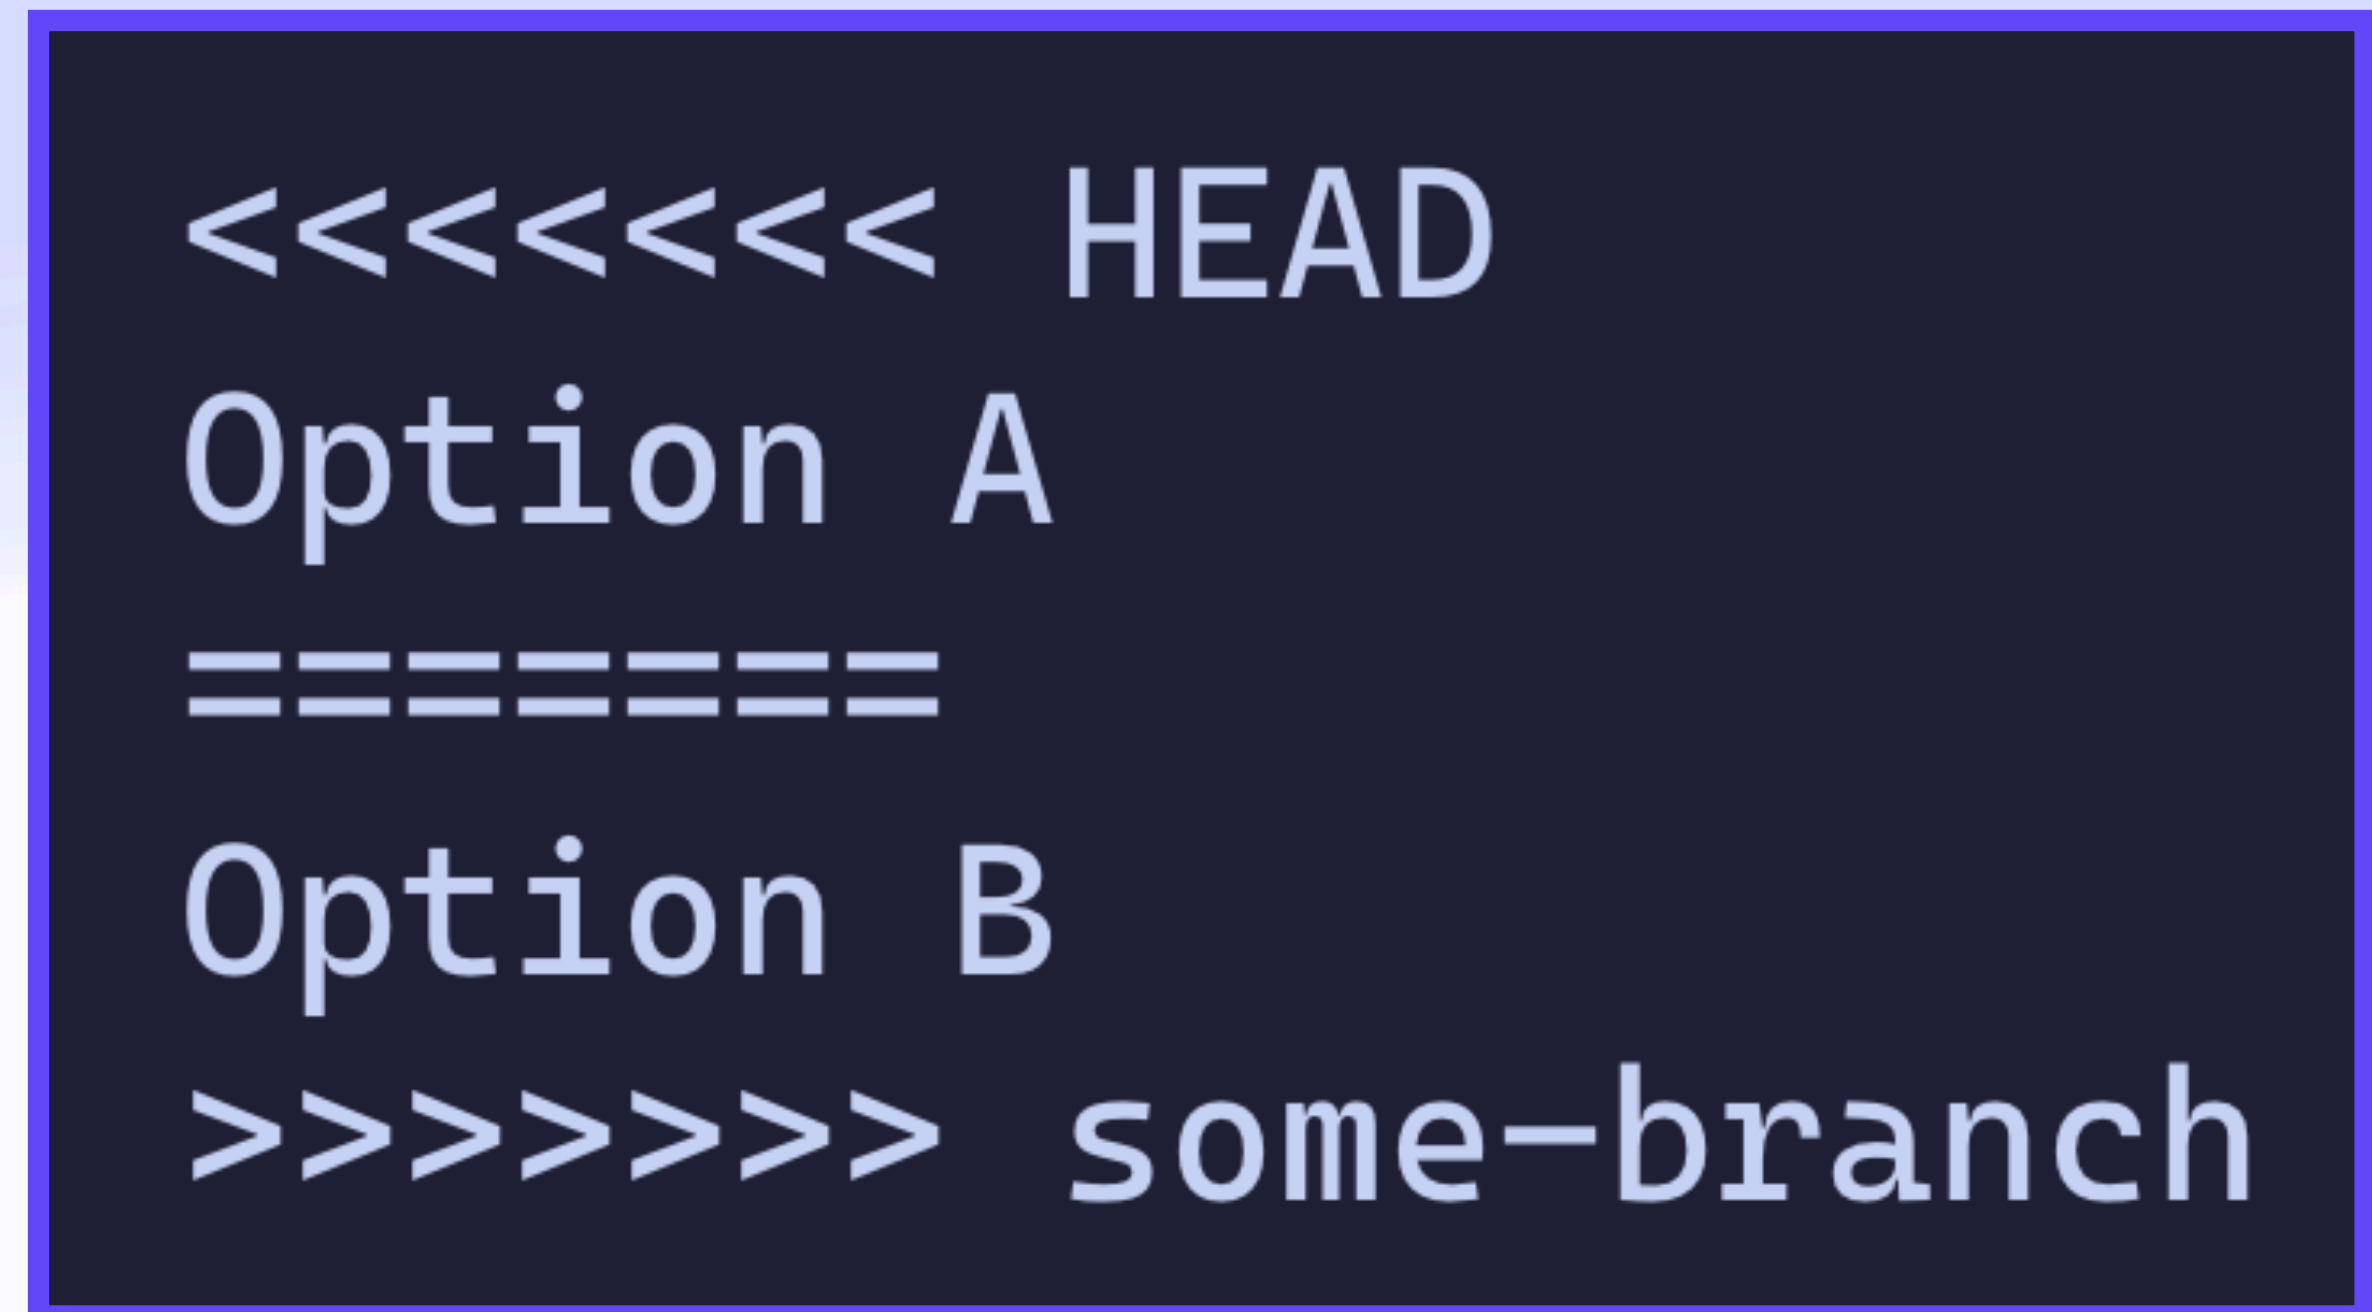 <<<<<<< HEAD
Option A
=======
Option B
>>>>>>> some-branch